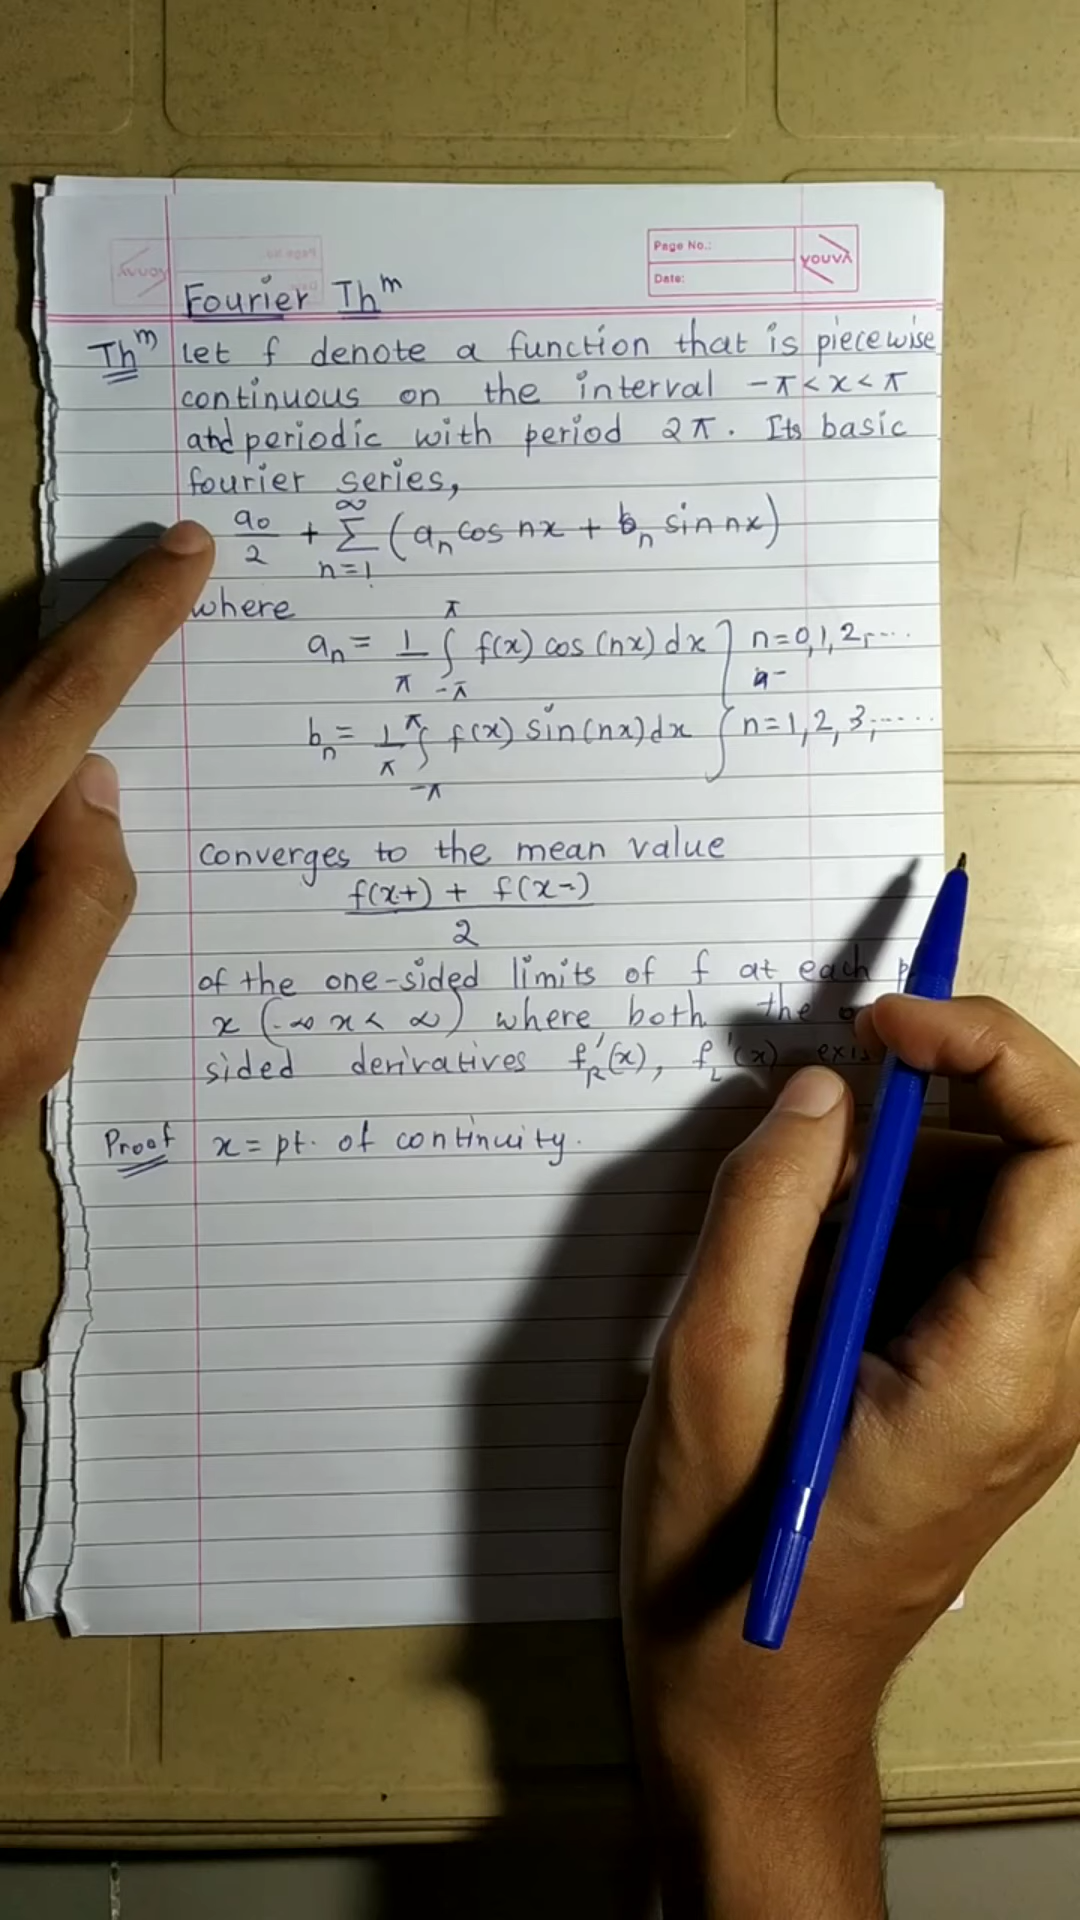 Page No.:
Date:
YOUVA
Fourier Thm
Thm Let f denote a function that is piecewise
continuous on the interval -π<x<π
and periodic with period 2π. Its basic
fourier series,
a0/2 + ∞Σn=1 (an cos nx + bn sin nx)
where
an = 1/π ∫-π^π f(x) cos (nx) dx } n=0,1,2,....
bn = 1/π ∫-π^π f(x) sin(nx)dx } n=1,2,3,.....
converges to the mean value
f(x+) + f(x-)
2
of the one-sided limits of f at each
x (-∞ x < ∞) where both the
sided derivatives f'R(x), f'L(x)
Proof x = pt. of continuity.